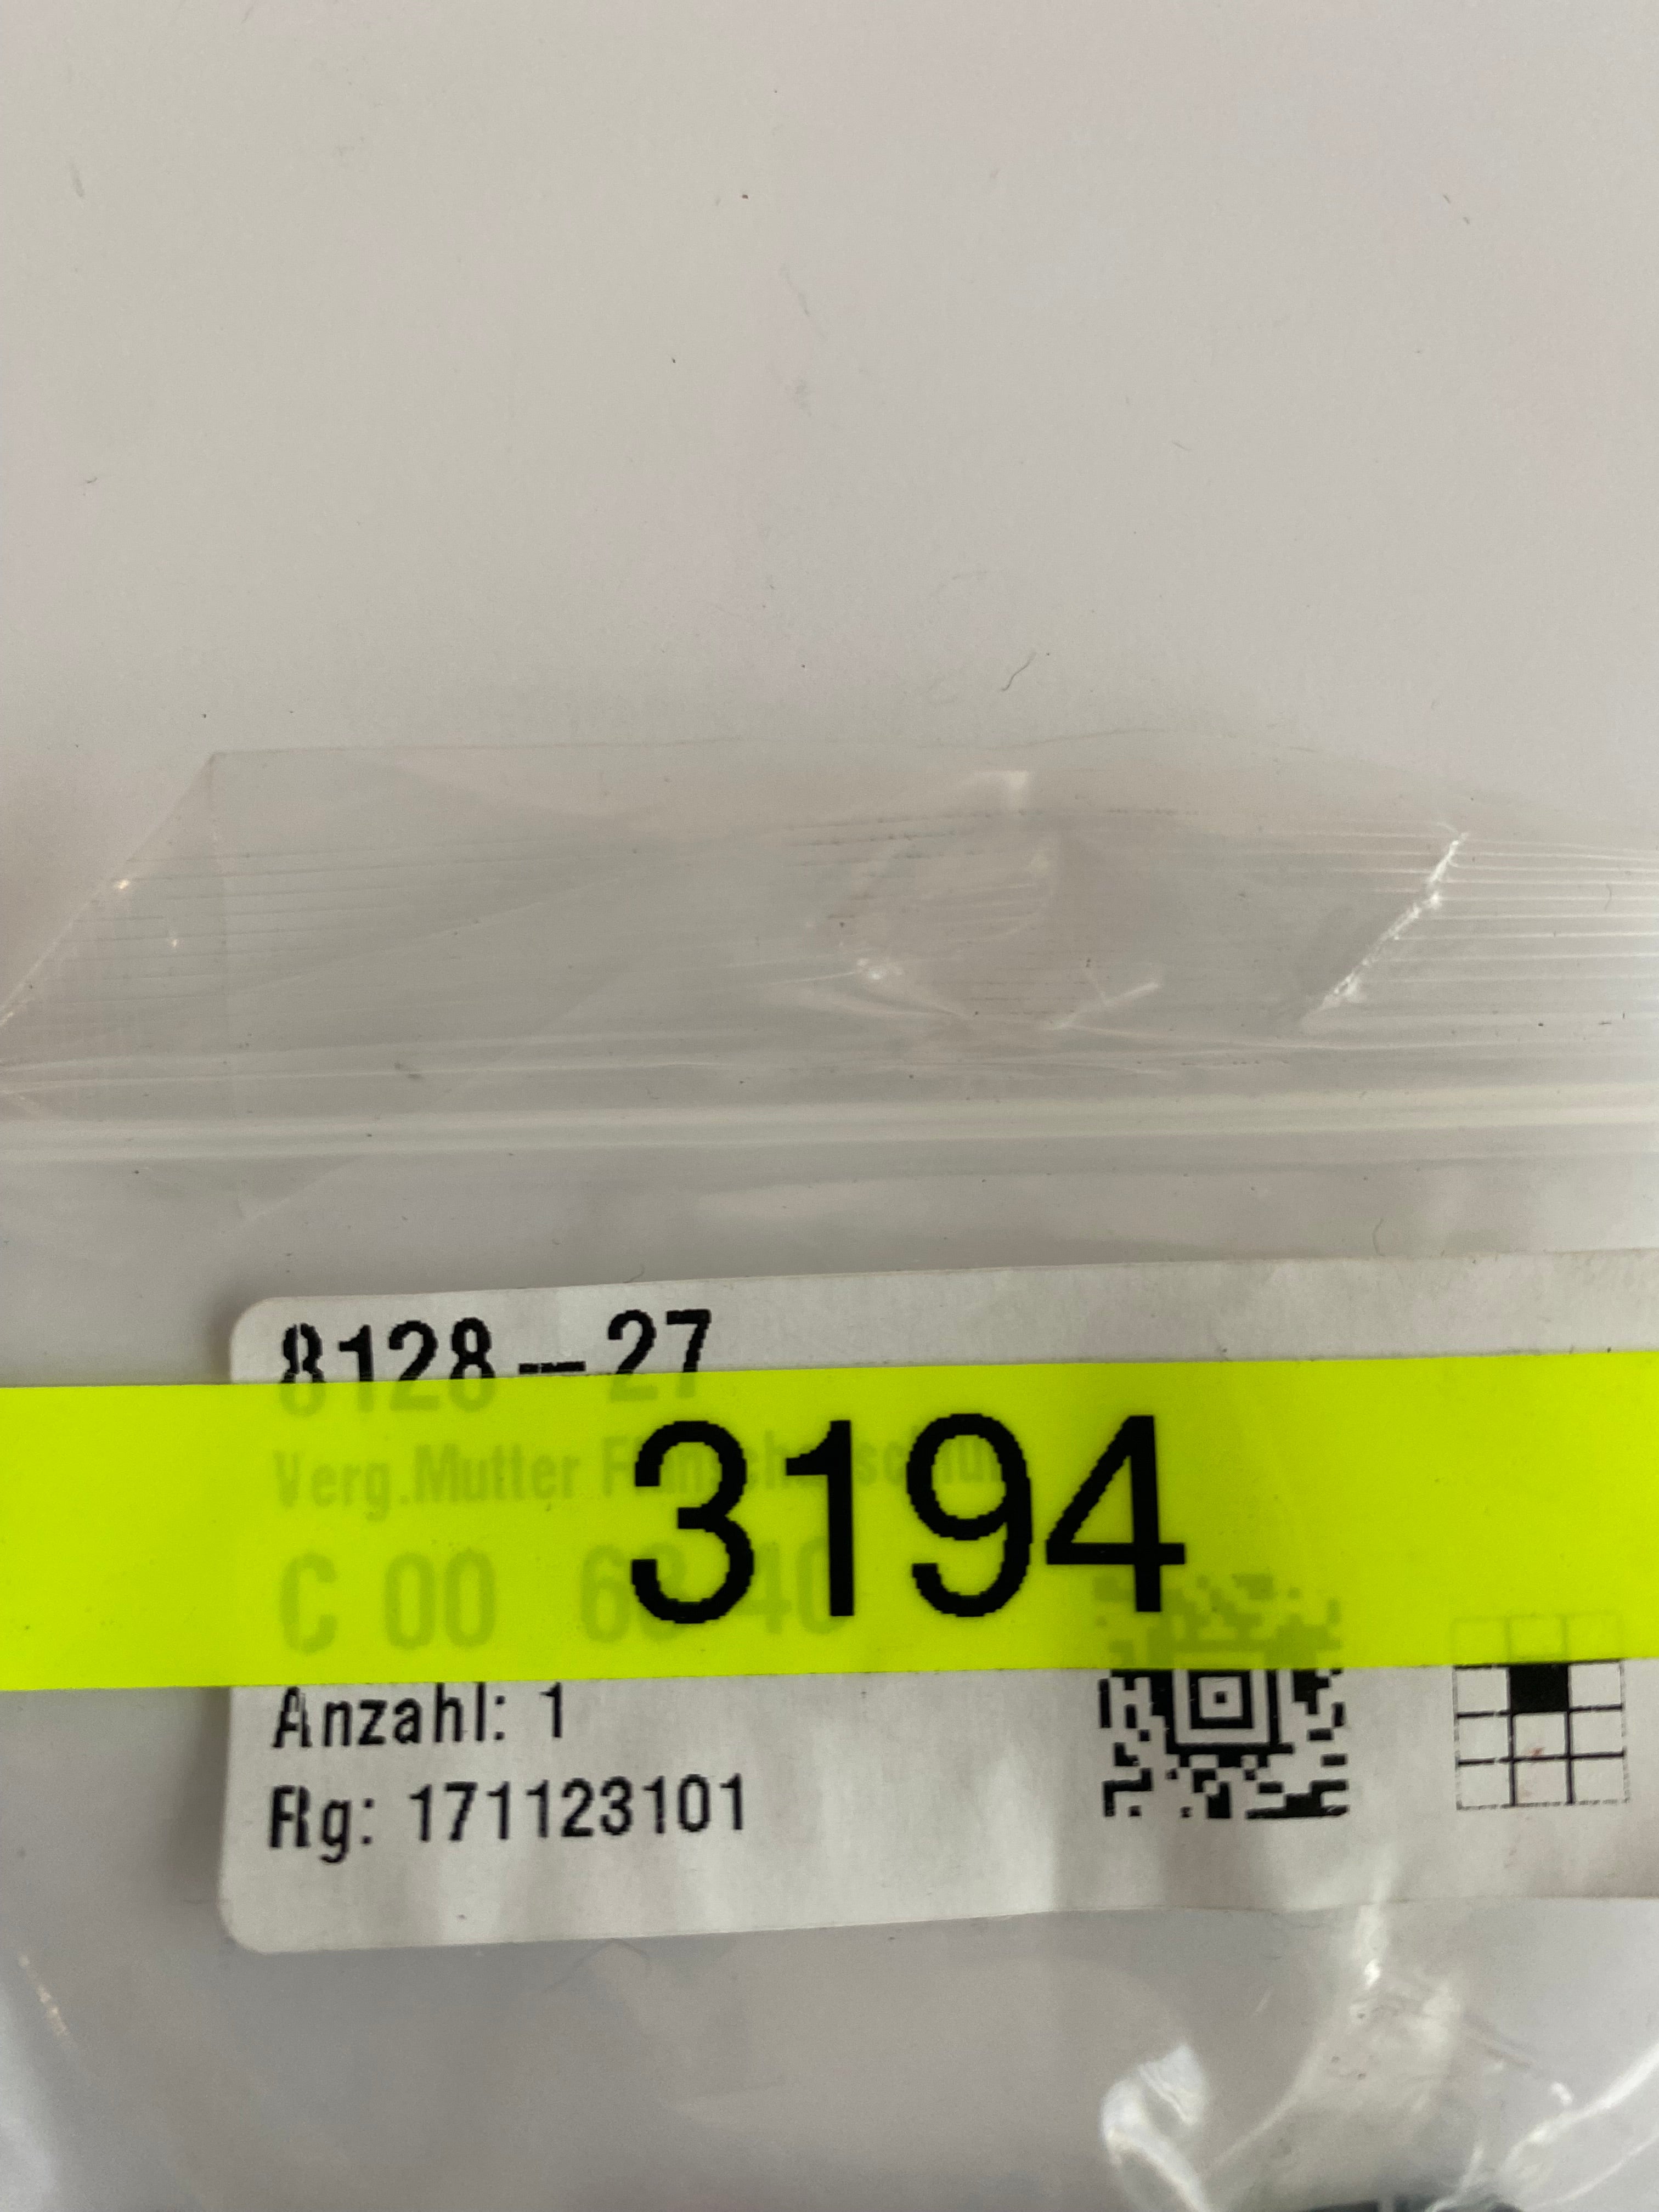 8128-27
Verg.Mutter
3194
C 00
Anzahl: 1
Rg: 171123101